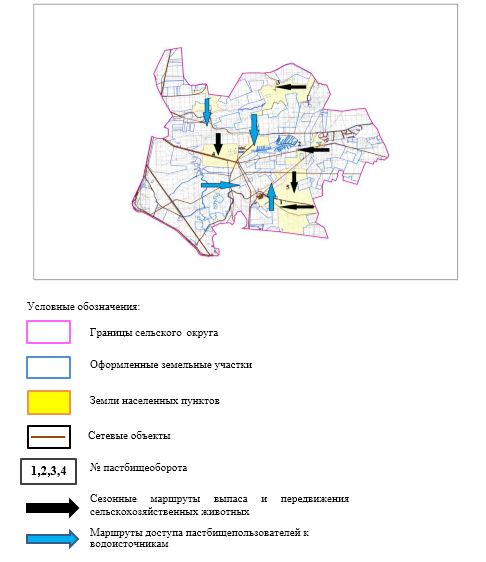 Условные обозначения:
Границы сельского округа
Оформленные земельные участки
Земли населенных пунктов
Сетевые объекты
1,2,3,4 № пастбищеоборота
Сезонные маршруты выпаса и передвижения
сельскохозяйственных животных
Маршруты доступа пастбищепользователей к
водоисточникам